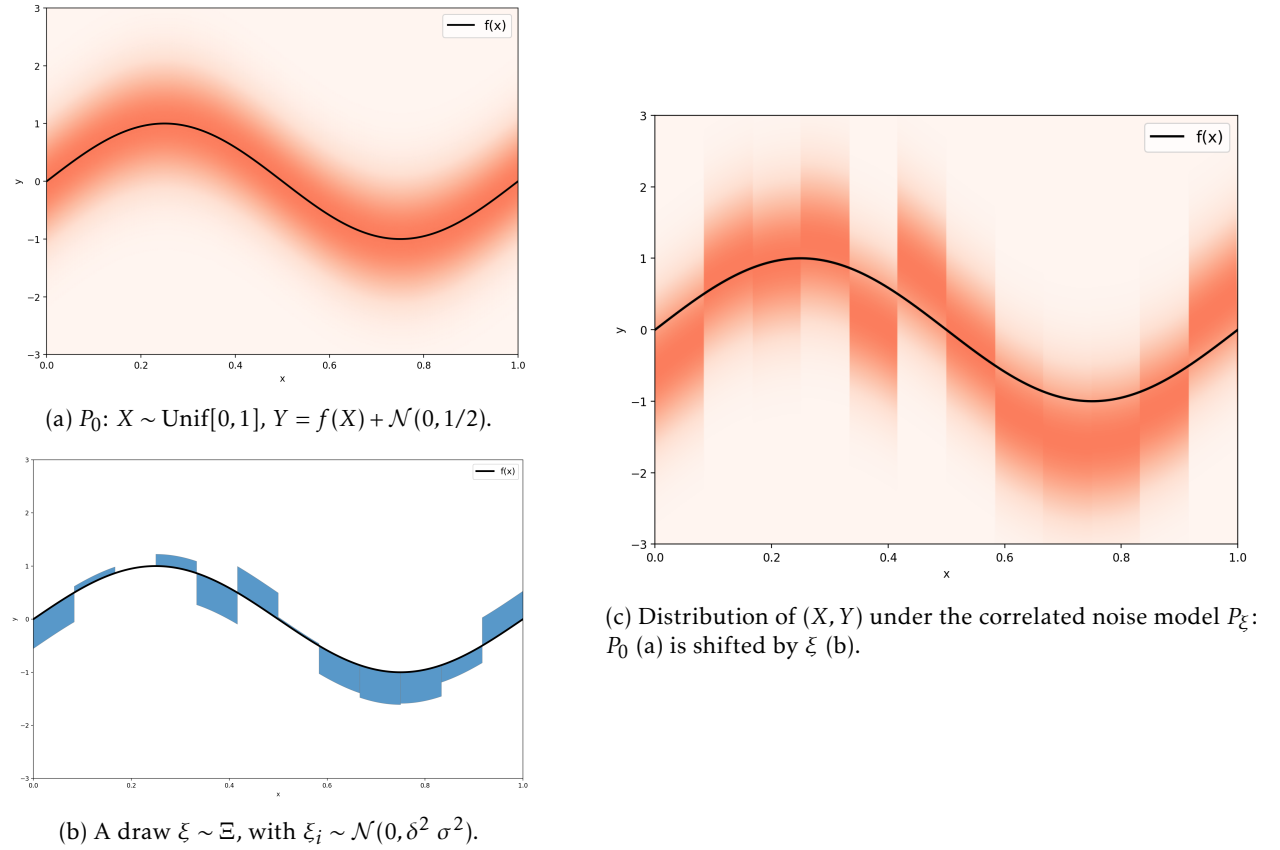 3
2
1
0
−1
−2
−3
y
0.0 0.2 0.4 0.6 0.8 1.0
x
f(x)
(a) P₀: X ∼ Unif[0,1], Y = f(X) + 𝒩(0,1/2).
3
2
1
0
−1
−2
−3
y
0.0 0.2 0.4 0.6 0.8 1.0
x
f(x)
(b) A draw ξ ∼ Ξ, with ξᵢ ∼ 𝒩(0,δ² σ²).
3
2
1
0
−1
−2
−3
y
0.0 0.2 0.4 0.6 0.8 1.0
x
f(x)
(c) Distribution of (X,Y) under the correlated noise model P_ξ:
P₀ (a) is shifted by ξ (b).